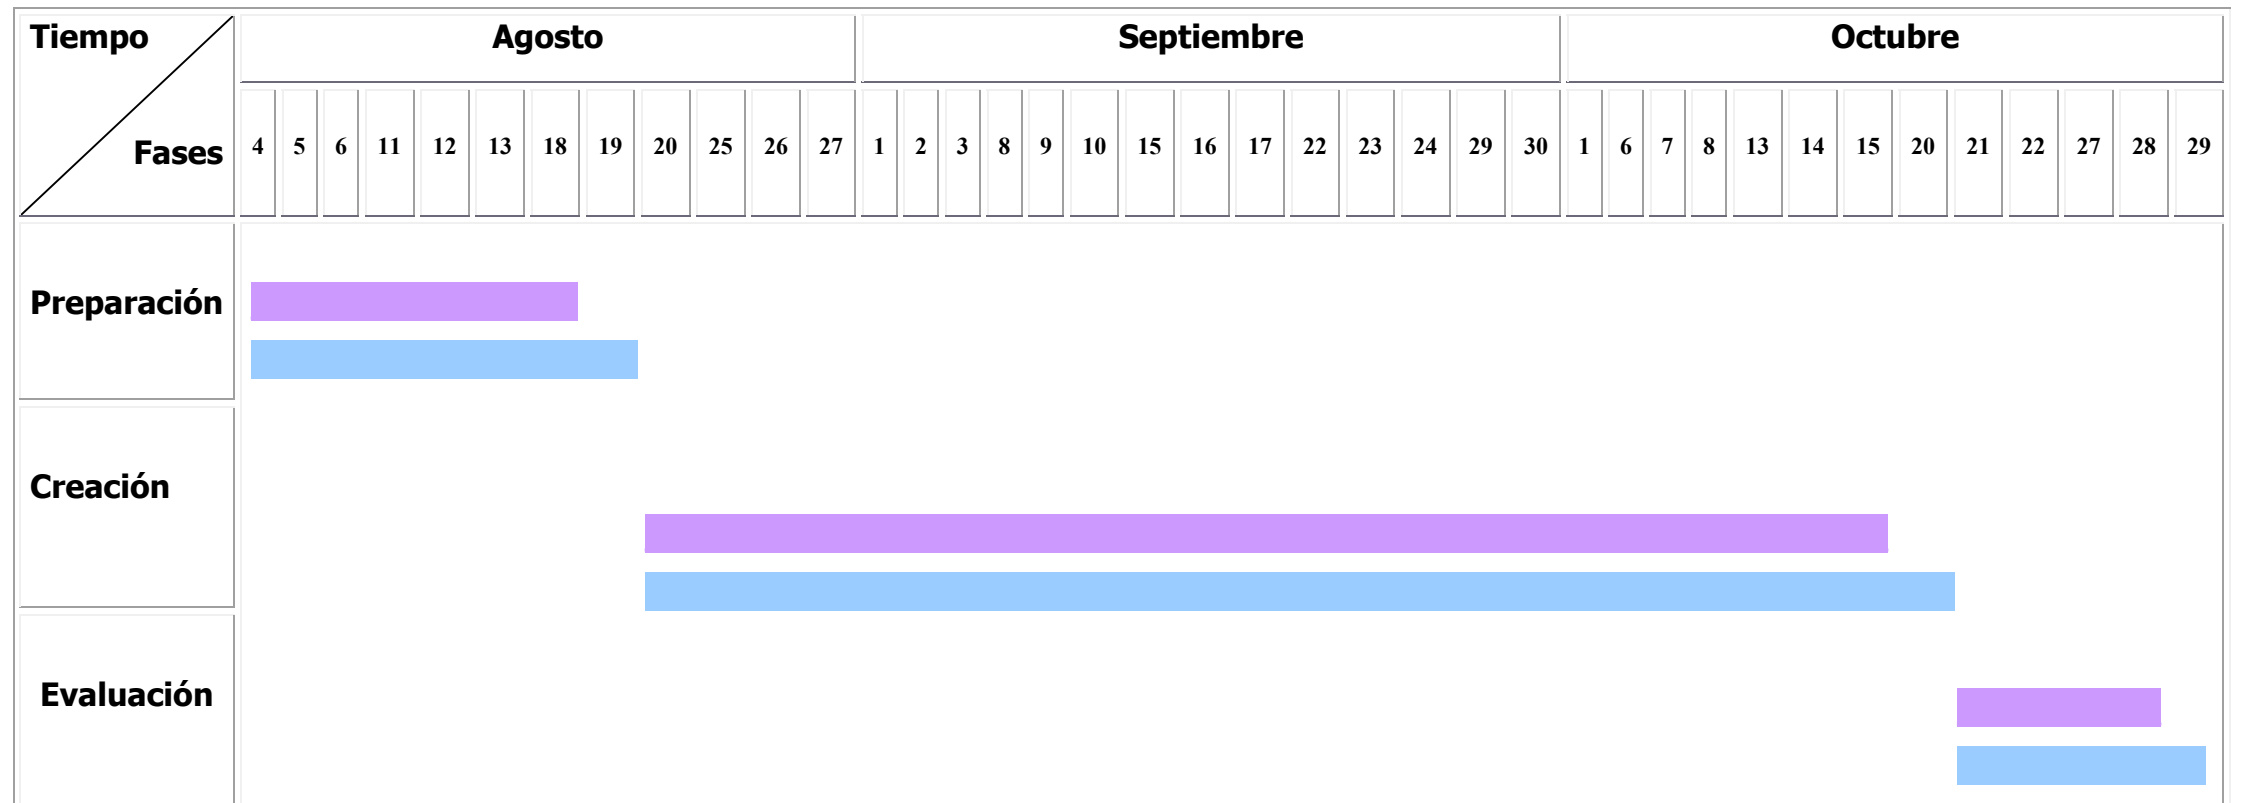 Tiempo
Agosto Septiembre Octubre
Fases 4 5 6 11 12 13 18 19 20 25 26 27 1 2 3 8 9 10 15 16 17 22 23 24 29 30 1 6 7 8 13 14 15 20 21 22 27 28 29
Preparación
Creación
Evaluación